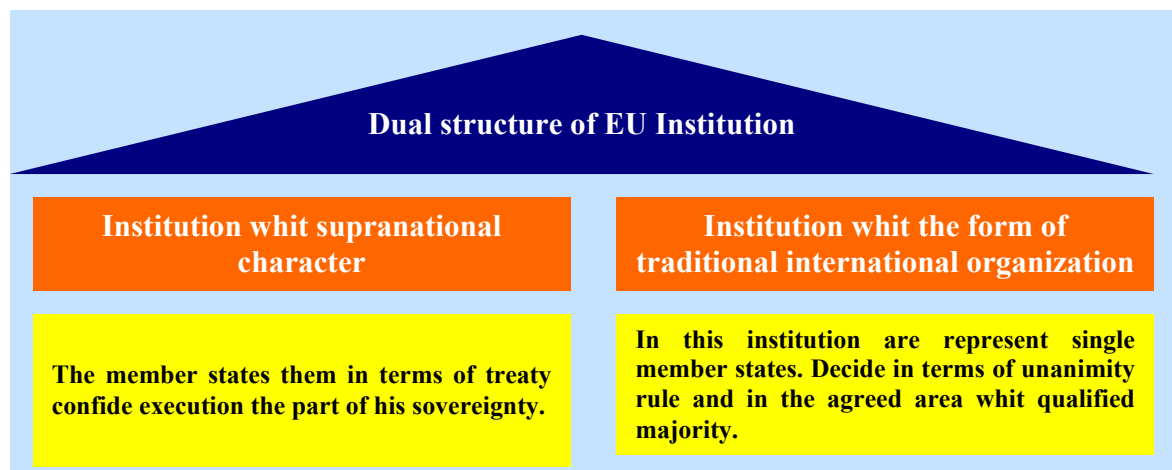 Dual structure of EU Institution
Institution whit supranational
character
Institution whit the form of
traditional international organization
The member states them in terms of treaty
confide execution the part of his sovereignty.
In this institution are represent single
member states. Decide in terms of unanimity
rule and in the agreed area whit qualified
majority.